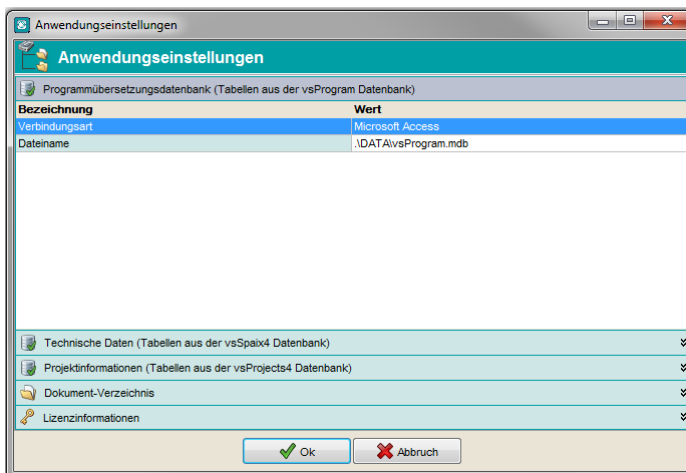 Anwendungseinstellungen
Anwendungseinstellungen
Programmübersetzungsdatenbank (Tabellen aus der vsProgram Datenbank)
Bezeichnung Wert
Verbindungsart Microsoft Access
Dateiname .\DATA\vsProgram.mdb
Technische Daten (Tabellen aus der vsSpaix4 Datenbank)
Projektinformationen (Tabellen aus der vsProjects4 Datenbank)
Dokument-Verzeichnis
Lizenzinformationen
Ok Abbruch